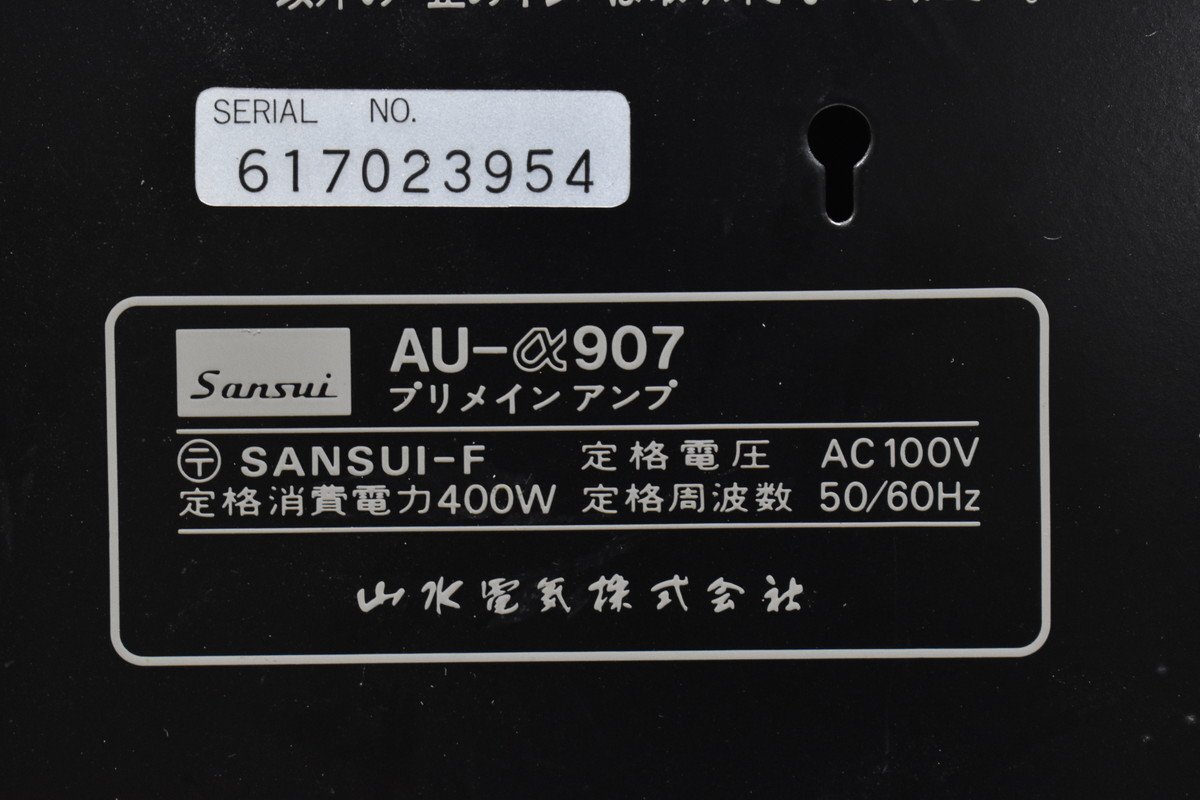 SERIAL NO.
617023954
Sansui
AU-α907
プリメインアンプ
〶 SANSUI-F 定格電圧 AC100V
定格消費電力400W 定格周波数 50/60Hz
山水電気株式会社